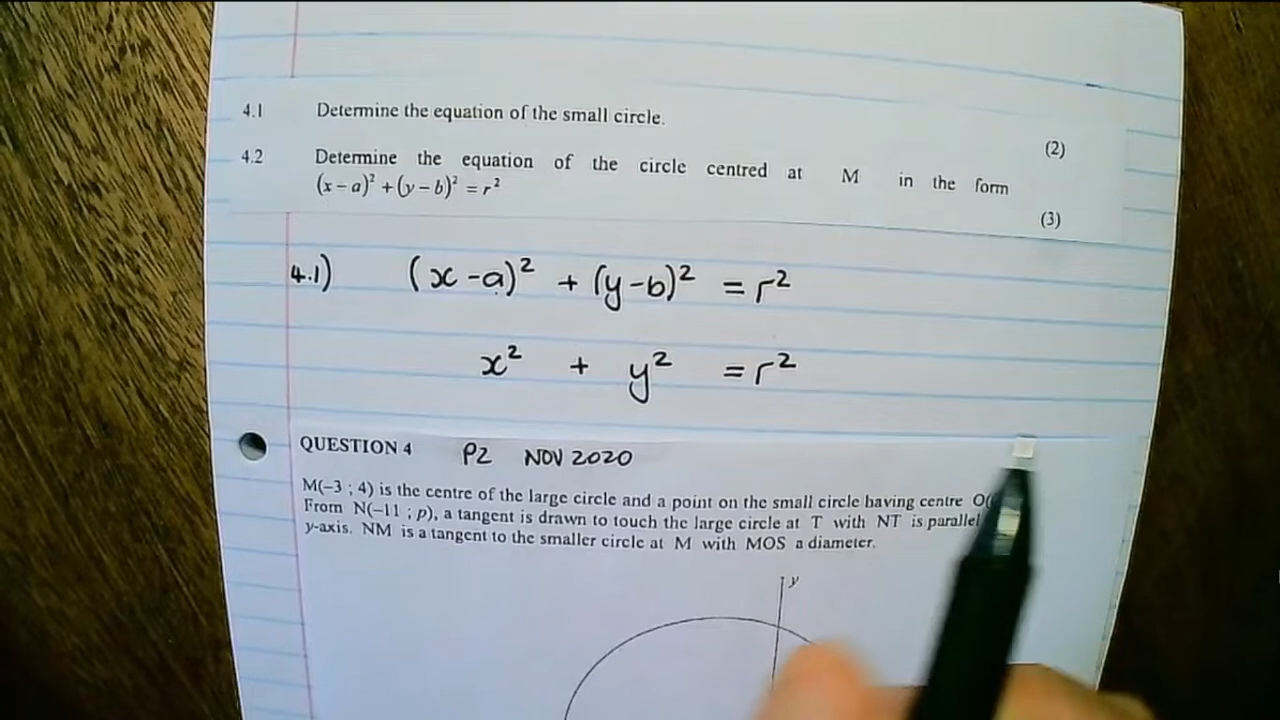 4.1 Determine the equation of the small circle.
(2)
4.2 Determine the equation of the circle centred at M in the form
(x − a)² + (y − b)² = r²
(3)
4.1) (x - a)² + (y - b)² = r²
x² + y² = r²
QUESTION 4 P2 NOV 2020
M(−3 ; 4) is the centre of the large circle and a point on the small circle having centre O(
From N(−11 ; p), a tangent is drawn to touch the large circle at T with NT is parallel
y-axis. NM is a tangent to the smaller circle at M with MOS a diameter.
y